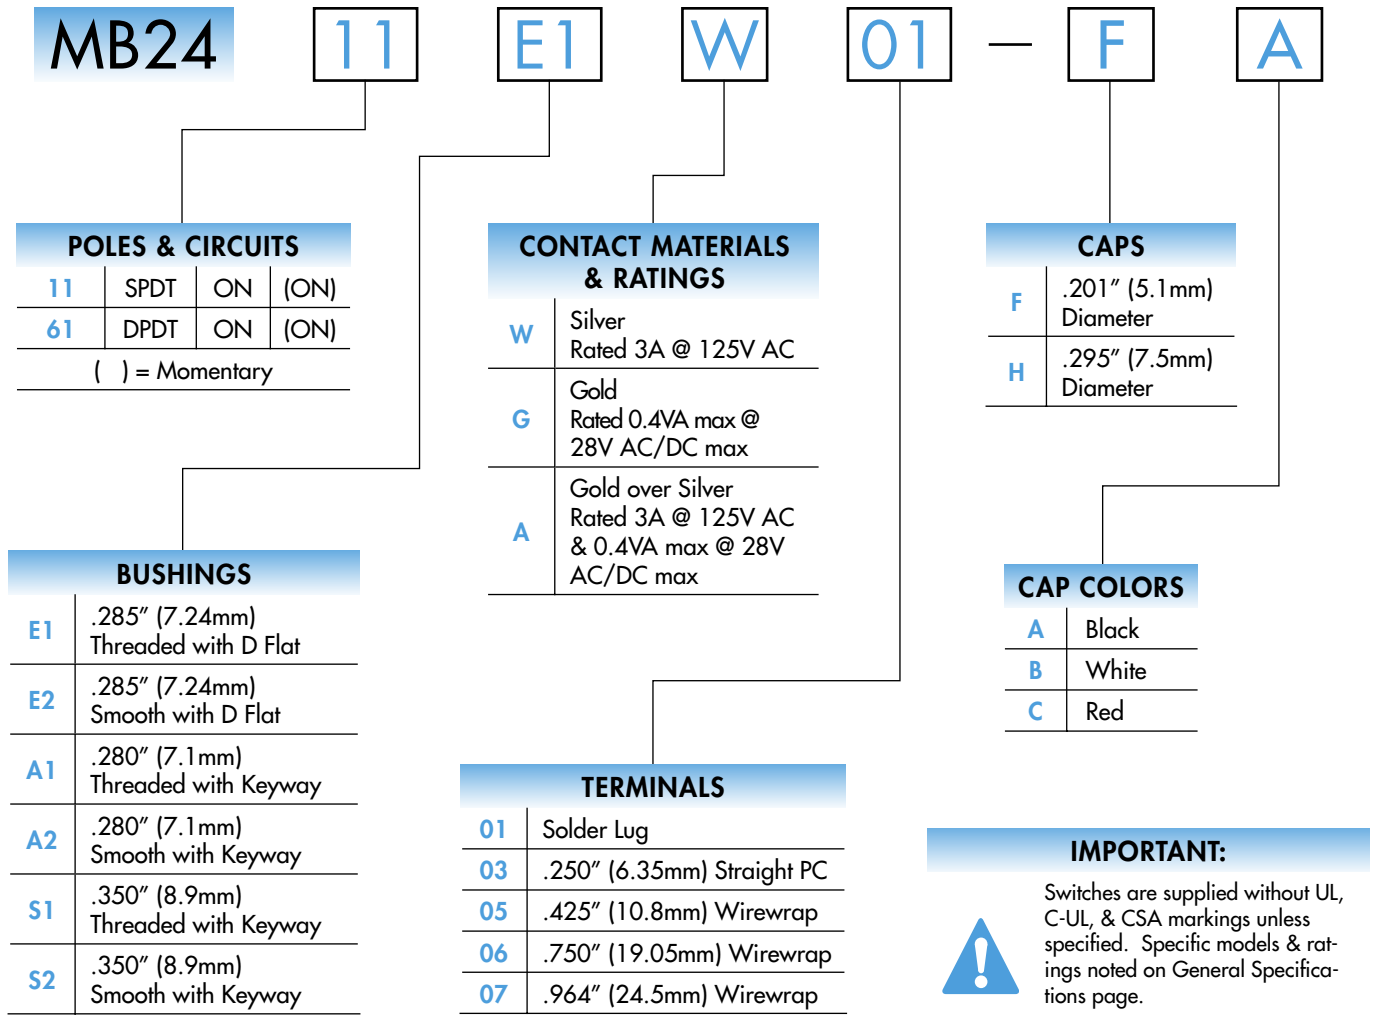 MB24 11 E1 W 01 — F A
POLES & CIRCUITS
11 SPDT ON (ON)
61 DPDT ON (ON)
( ) = Momentary
BUSHINGS
E1 .285″ (7.24mm)
Threaded with D Flat
E2 .285″ (7.24mm)
Smooth with D Flat
A1 .280″ (7.1mm)
Threaded with Keyway
A2 .280″ (7.1mm)
Smooth with Keyway
S1 .350″ (8.9mm)
Threaded with Keyway
S2 .350″ (8.9mm)
Smooth with Keyway
CONTACT MATERIALS
& RATINGS
W Silver
Rated 3A @ 125V AC
G Gold
Rated 0.4VA max @
28V AC/DC max
A Gold over Silver
Rated 3A @ 125V AC
& 0.4VA max @ 28V
AC/DC max
TERMINALS
01 Solder Lug
03 .250″ (6.35mm) Straight PC
05 .425″ (10.8mm) Wirewrap
06 .750″ (19.05mm) Wirewrap
07 .964″ (24.5mm) Wirewrap
CAPS
F .201″ (5.1mm)
Diameter
H .295″ (7.5mm)
Diameter
CAP COLORS
A Black
B White
C Red
IMPORTANT:
Switches are supplied without UL,
C-UL, & CSA markings unless
specified. Specific models & rat-
ings noted on General Specifica-
tions page.